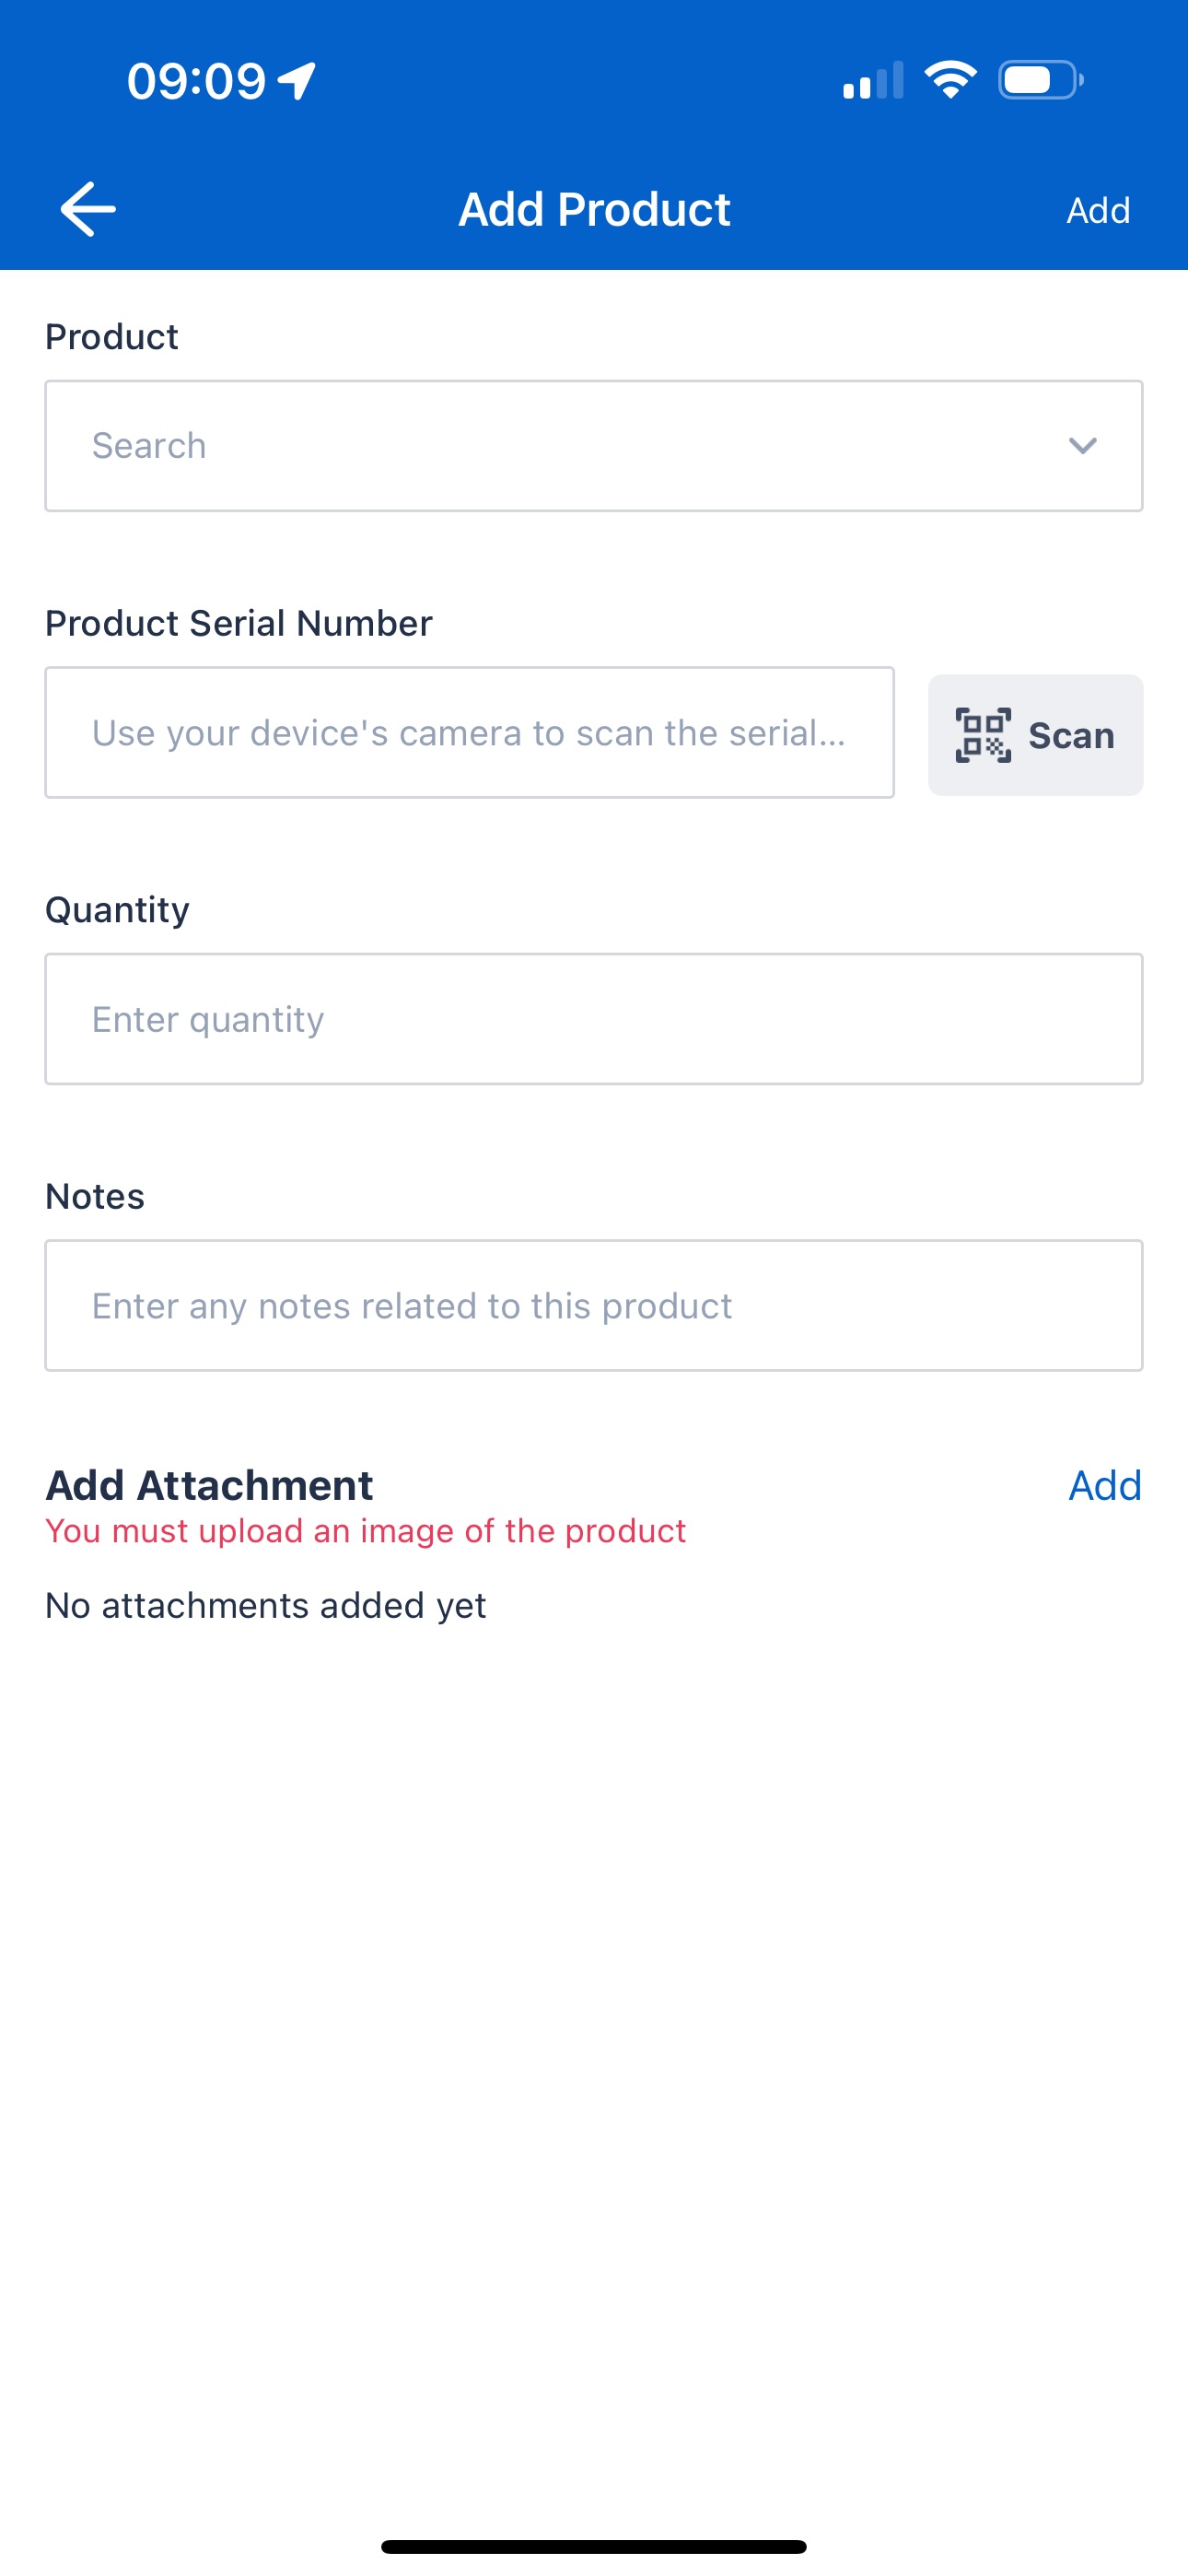 09:09
Add Product
Add
Product
Search
Product Serial Number
Use your device's camera to scan the serial...
Scan
Quantity
Enter quantity
Notes
Enter any notes related to this product
Add Attachment
Add
You must upload an image of the product
No attachments added yet